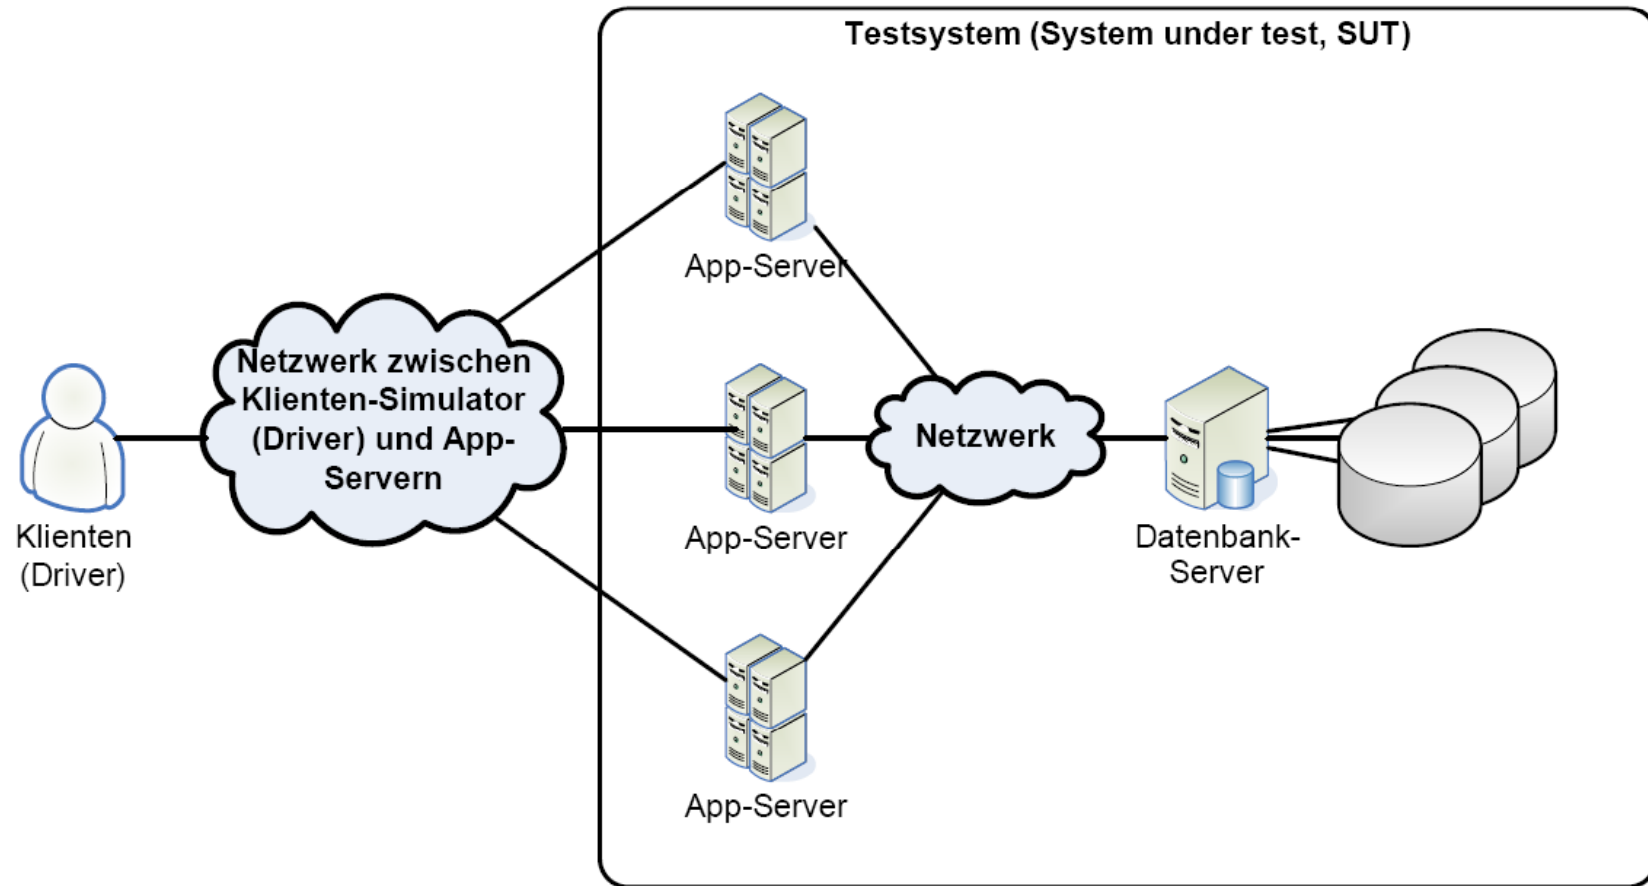 Testsystem (System under test, SUT)
App-Server
Netzwerk zwischen
Klienten-Simulator
(Driver) und App-
Servern
Klienten
(Driver)
App-Server
Netzwerk
Datenbank-
Server
App-Server